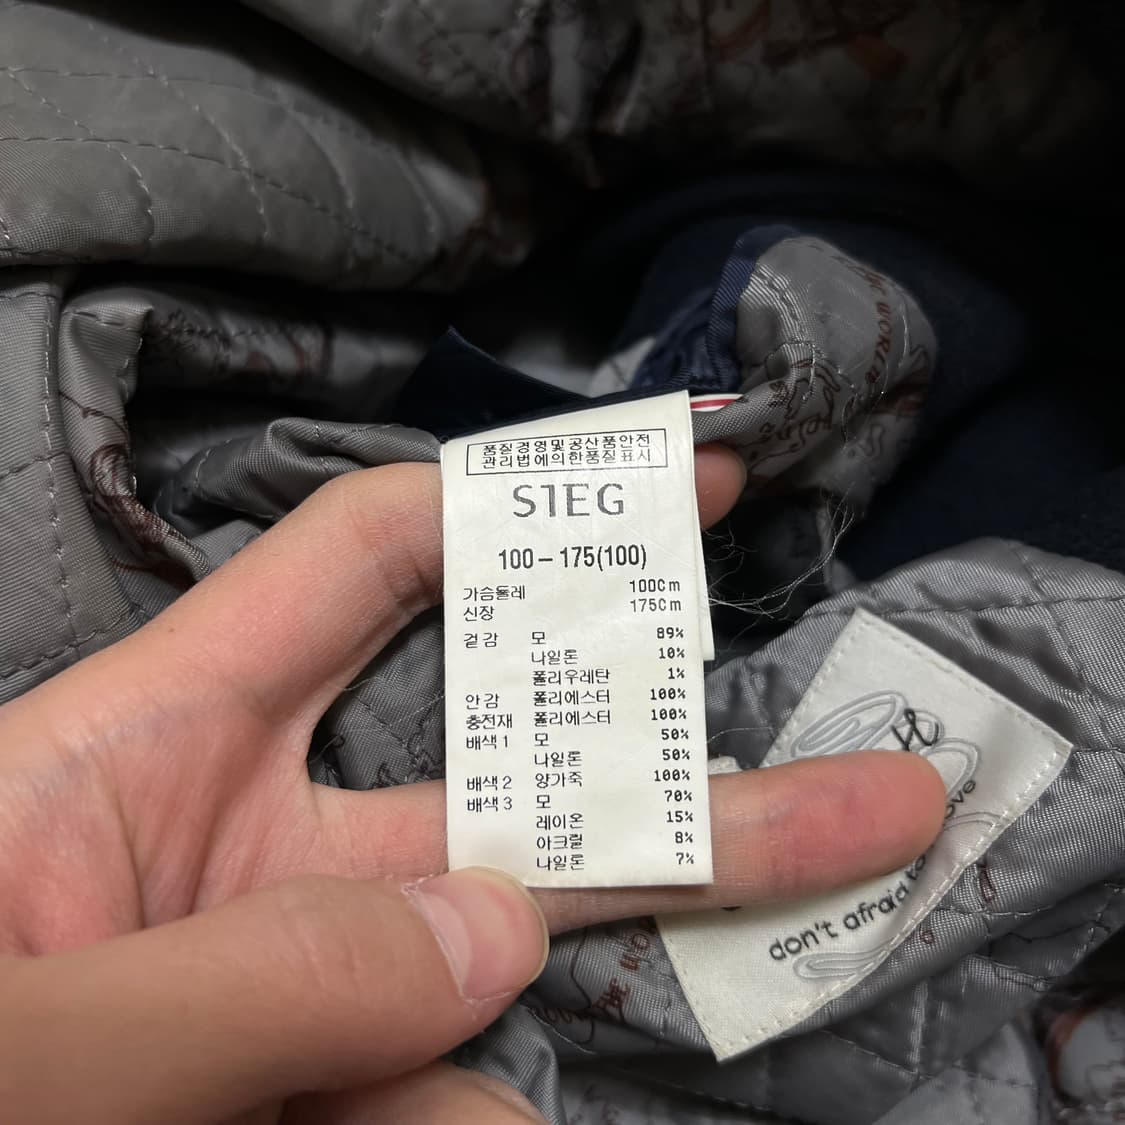 품질경영및공산품안전
관리법에의한품질표시
SIEG
100-175(100)
가슴둘레 100Cm
신장 175Cm
겉감 모 89%
나일론 10%
폴리우레탄 1%
안감 폴리에스터 100%
충전재 폴리에스터 100%
배색1 모 50%
나일론 50%
배색2 양가죽 100%
배색3 모 70%
레이온 15%
아크릴 8%
나일론 7%
don't afraid to